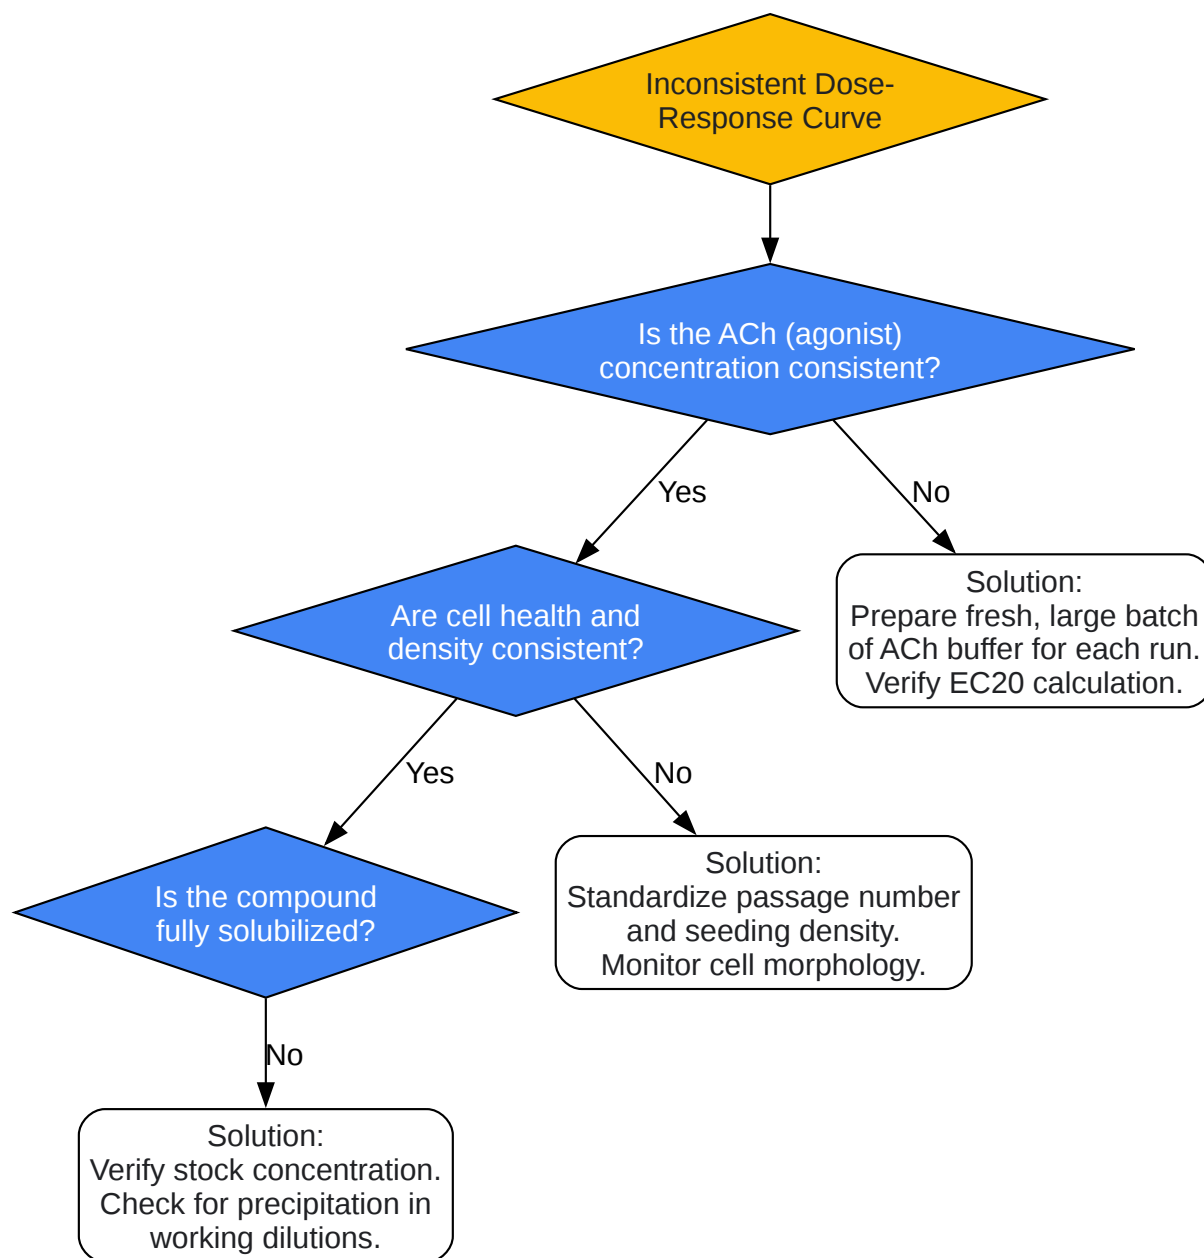 Inconsistent Dose-
Response Curve
Is the ACh (agonist)
concentration consistent?
Yes
No
Are cell health and
density consistent?
Solution:
Prepare fresh, large batch
of ACh buffer for each run.
Verify EC20 calculation.
Yes
No
Is the compound
fully solubilized?
Solution:
Standardize passage number
and seeding density.
Monitor cell morphology.
No
Solution:
Verify stock concentration.
Check for precipitation in
working dilutions.